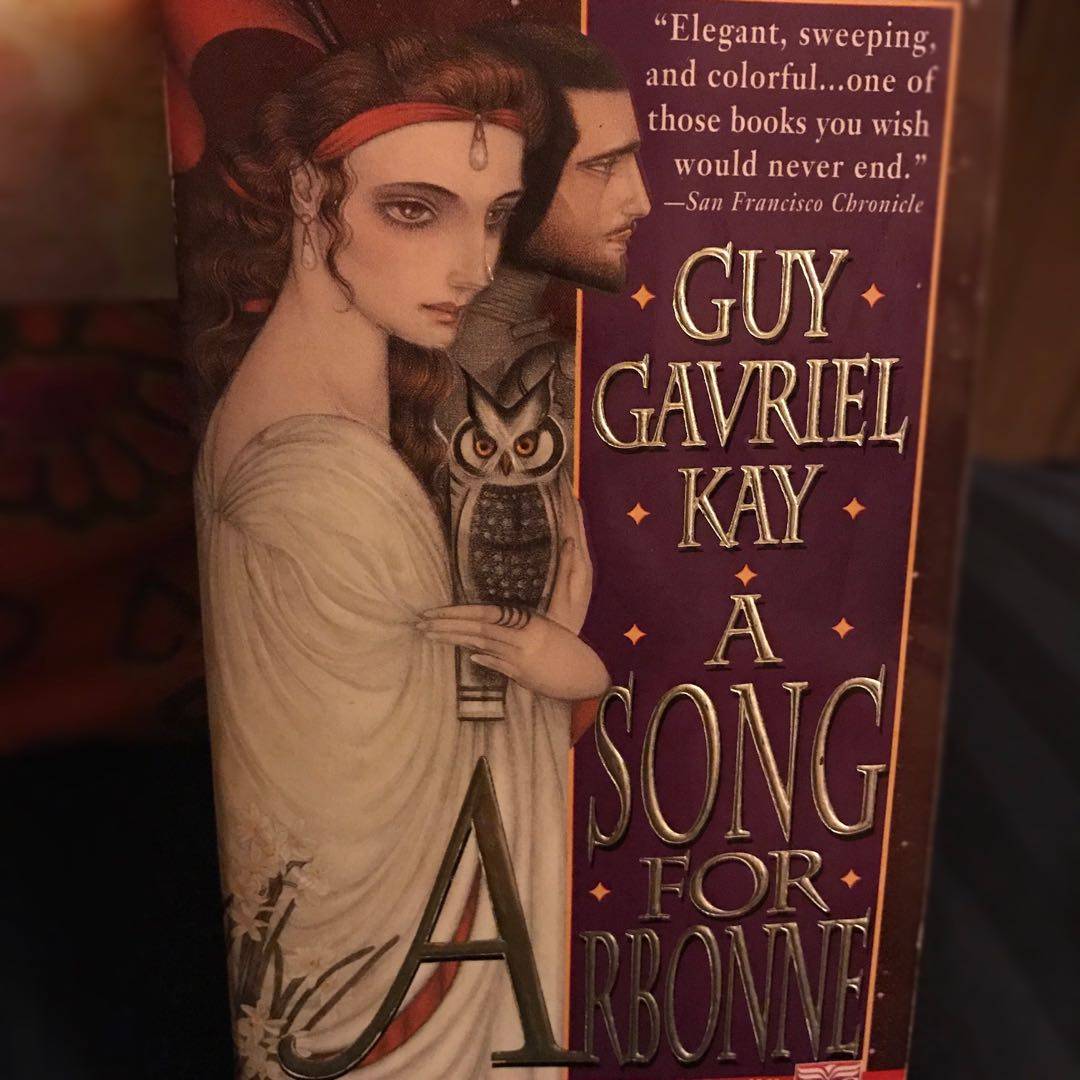 “Elegant, sweeping,
and colorful...one of
those books you wish
would never end.”
—San Francisco Chronicle
GUY
GAVRIEL
KAY
A
SONG
FOR
ARBONNE